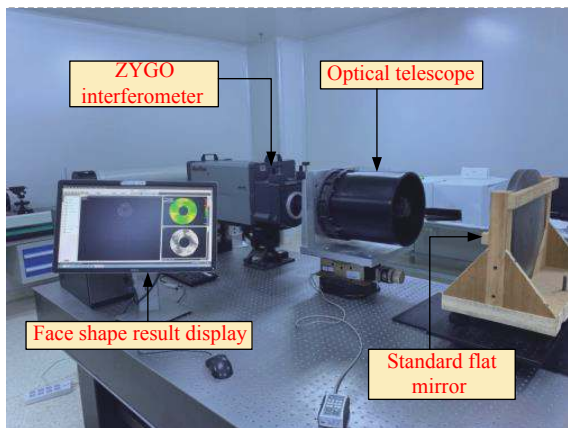 ZYGO
interferometer
Optical telescope
Face shape result display
Standard flat
mirror